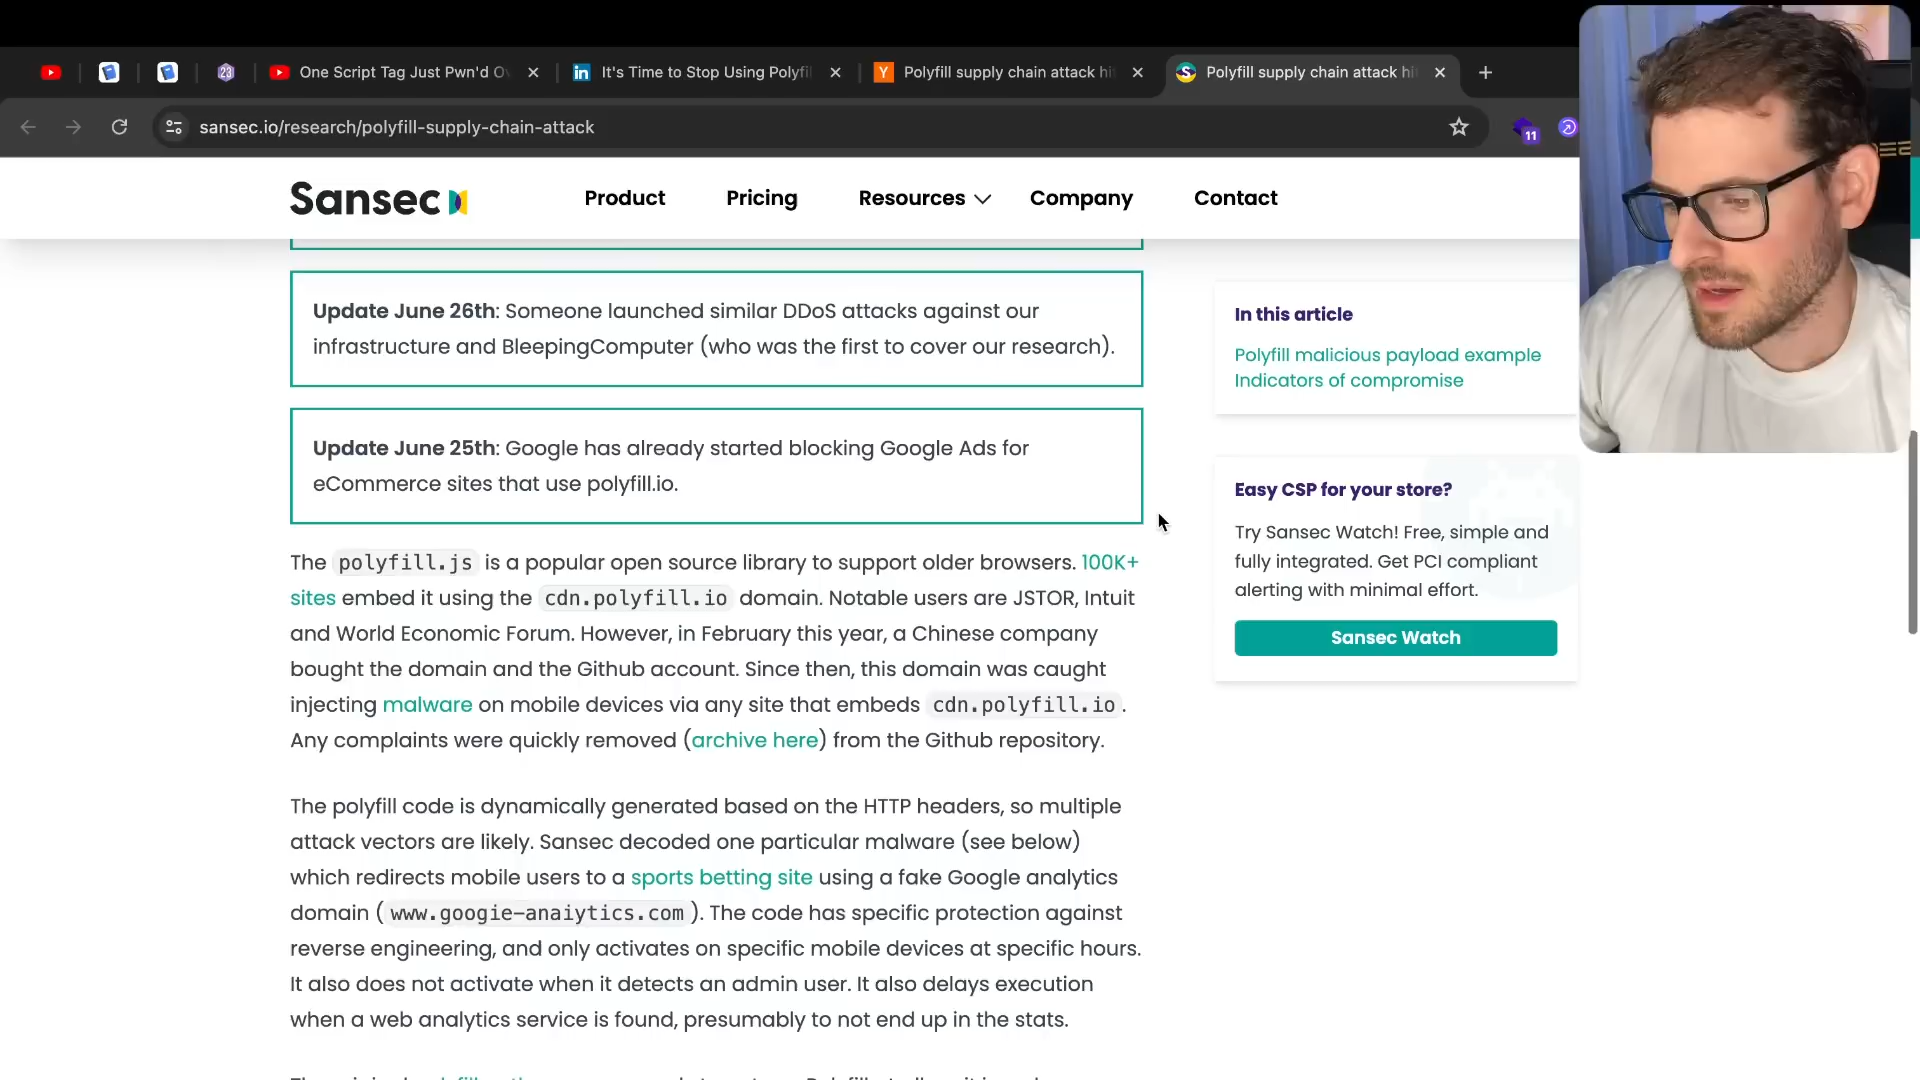 One Script Tag Just Pwn'd O
It's Time to Stop Using Polyfil
Polyfill supply chain attack hi
Polyfill supply chain attack hi
23
sansec.io/research/polyfill-supply-chain-attack
11
Sansec
Product
Pricing
Resources
Company
Contact
Update June 26th: Someone launched similar DDoS attacks against our
infrastructure and BleepingComputer (who was the first to cover our research).
Update June 25th: Google has already started blocking Google Ads for
eCommerce sites that use polyfill.io.
The polyfill.js is a popular open source library to support older browsers. 100K+
sites embed it using the cdn.polyfill.io domain. Notable users are JSTOR, Intuit
and World Economic Forum. However, in February this year, a Chinese company
bought the domain and the Github account. Since then, this domain was caught
injecting malware on mobile devices via any site that embeds cdn.polyfill.io.
Any complaints were quickly removed (archive here) from the Github repository.
The polyfill code is dynamically generated based on the HTTP headers, so multiple
attack vectors are likely. Sansec decoded one particular malware (see below)
which redirects mobile users to a sports betting site using a fake Google analytics
domain (www.googie-anaiytics.com). The code has specific protection against
reverse engineering, and only activates on specific mobile devices at specific hours.
It also does not activate when it detects an admin user. It also delays execution
when a web analytics service is found, presumably to not end up in the stats.
In this article
Polyfill malicious payload example
Indicators of compromise
Easy CSP for your store?
Try Sansec Watch! Free, simple and
fully integrated. Get PCI compliant
alerting with minimal effort.
Sansec Watch